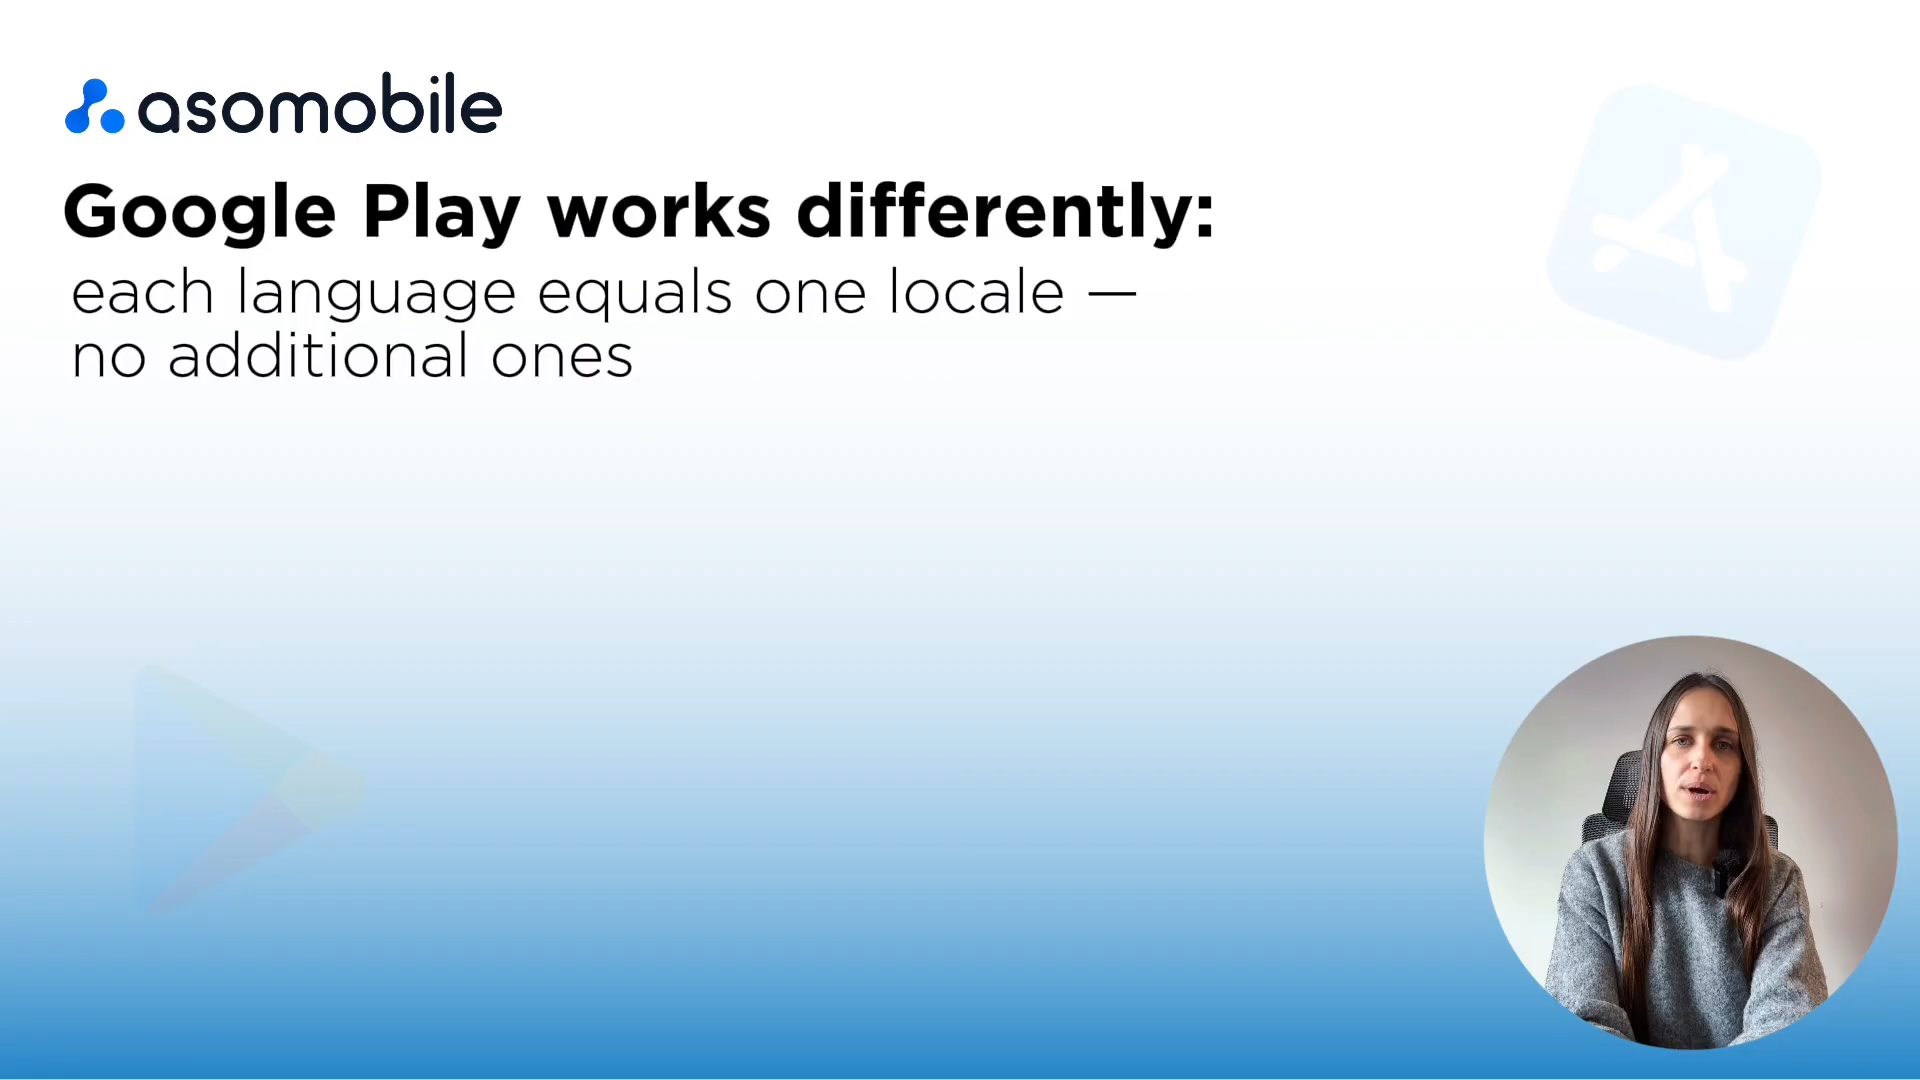 asomobile
Google Play works differently:
each language equals one locale —
no additional ones